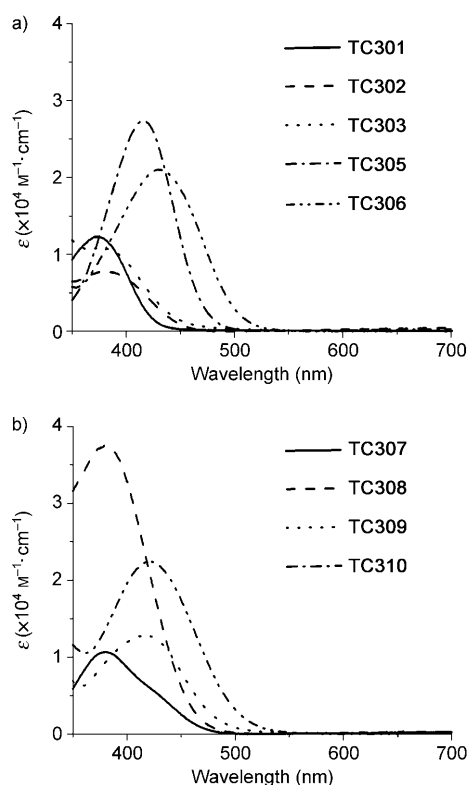 a)
4
3
2
1
0
ε (×10⁴ M⁻¹·cm⁻¹)
TC301
TC302
TC303
TC305
TC306
400 500 600 700
Wavelength (nm)
b)
4
3
2
1
0
ε (×10⁴ M⁻¹·cm⁻¹)
TC307
TC308
TC309
TC310
400 500 600 700
Wavelength (nm)